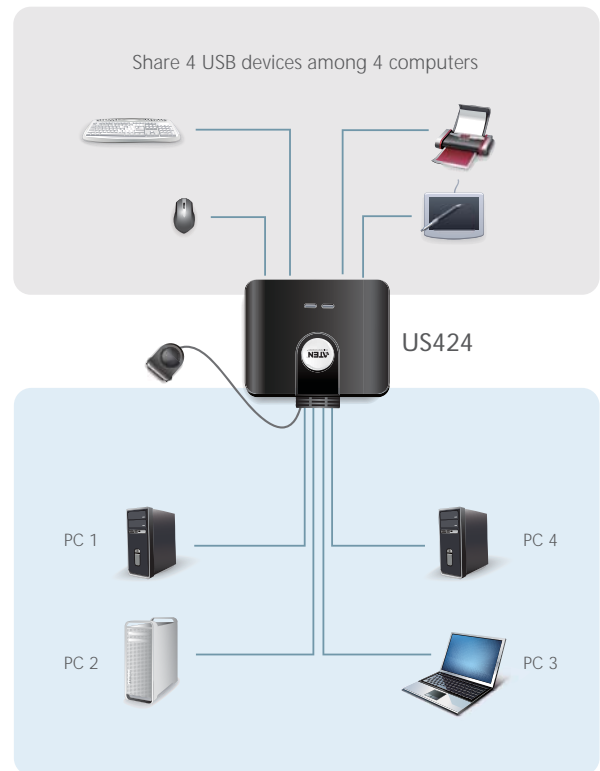 Share 4 USB devices among 4 computers
US424
ATEN
PC 1
PC 4
PC 2
PC 3